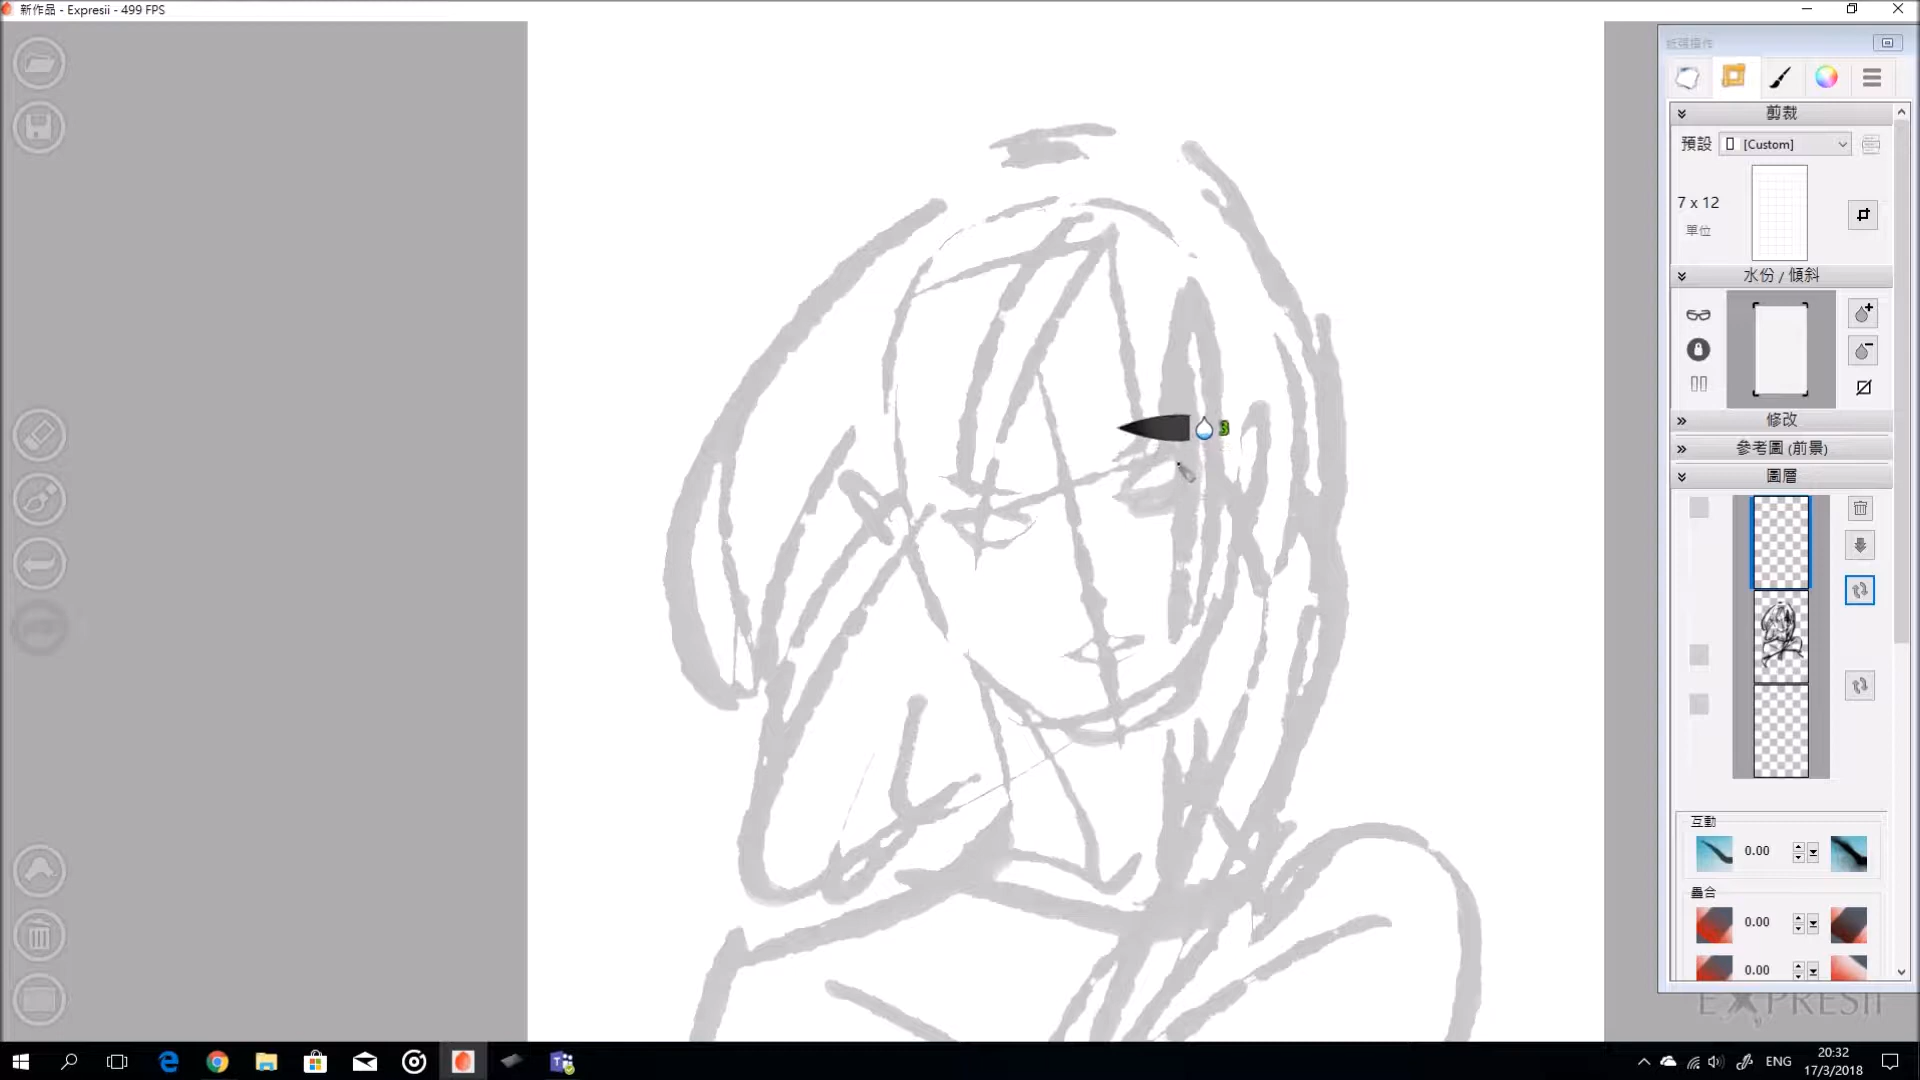 新作品 - Expresii - 499 FPS
紙張操作
剪裁
預設
[Custom]
7 x 12
單位
水份 / 傾斜
修改
參考圖 (前景)
圖層
互動
0.00
疊合
0.00
0.00
EXPRESII
3
ENG
20:32
17/3/2018